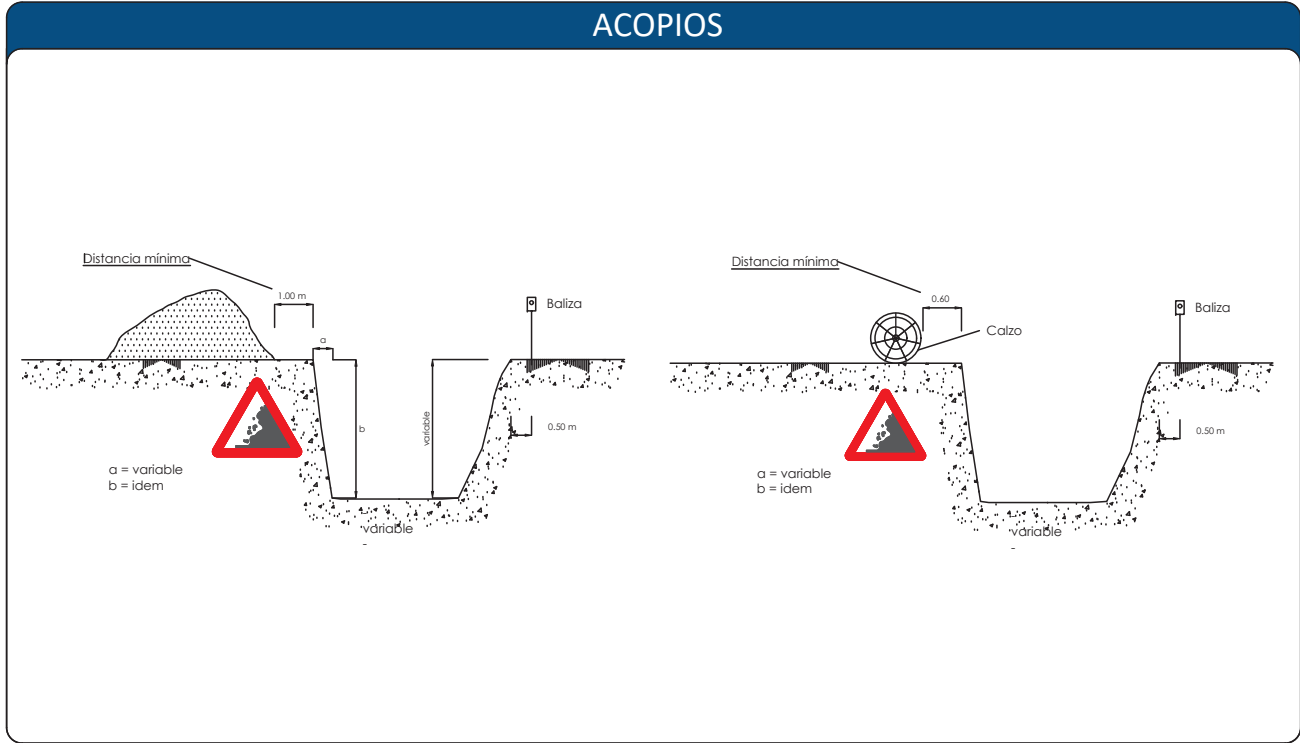 ACOPIOS
Distancia mínima
1.00 m
a
Baliza
b
variable
0.50 m
a = variable
b = idem
variable
Distancia mínima
0.60
Baliza
Calzo
0.50 m
a = variable
b = idem
variable